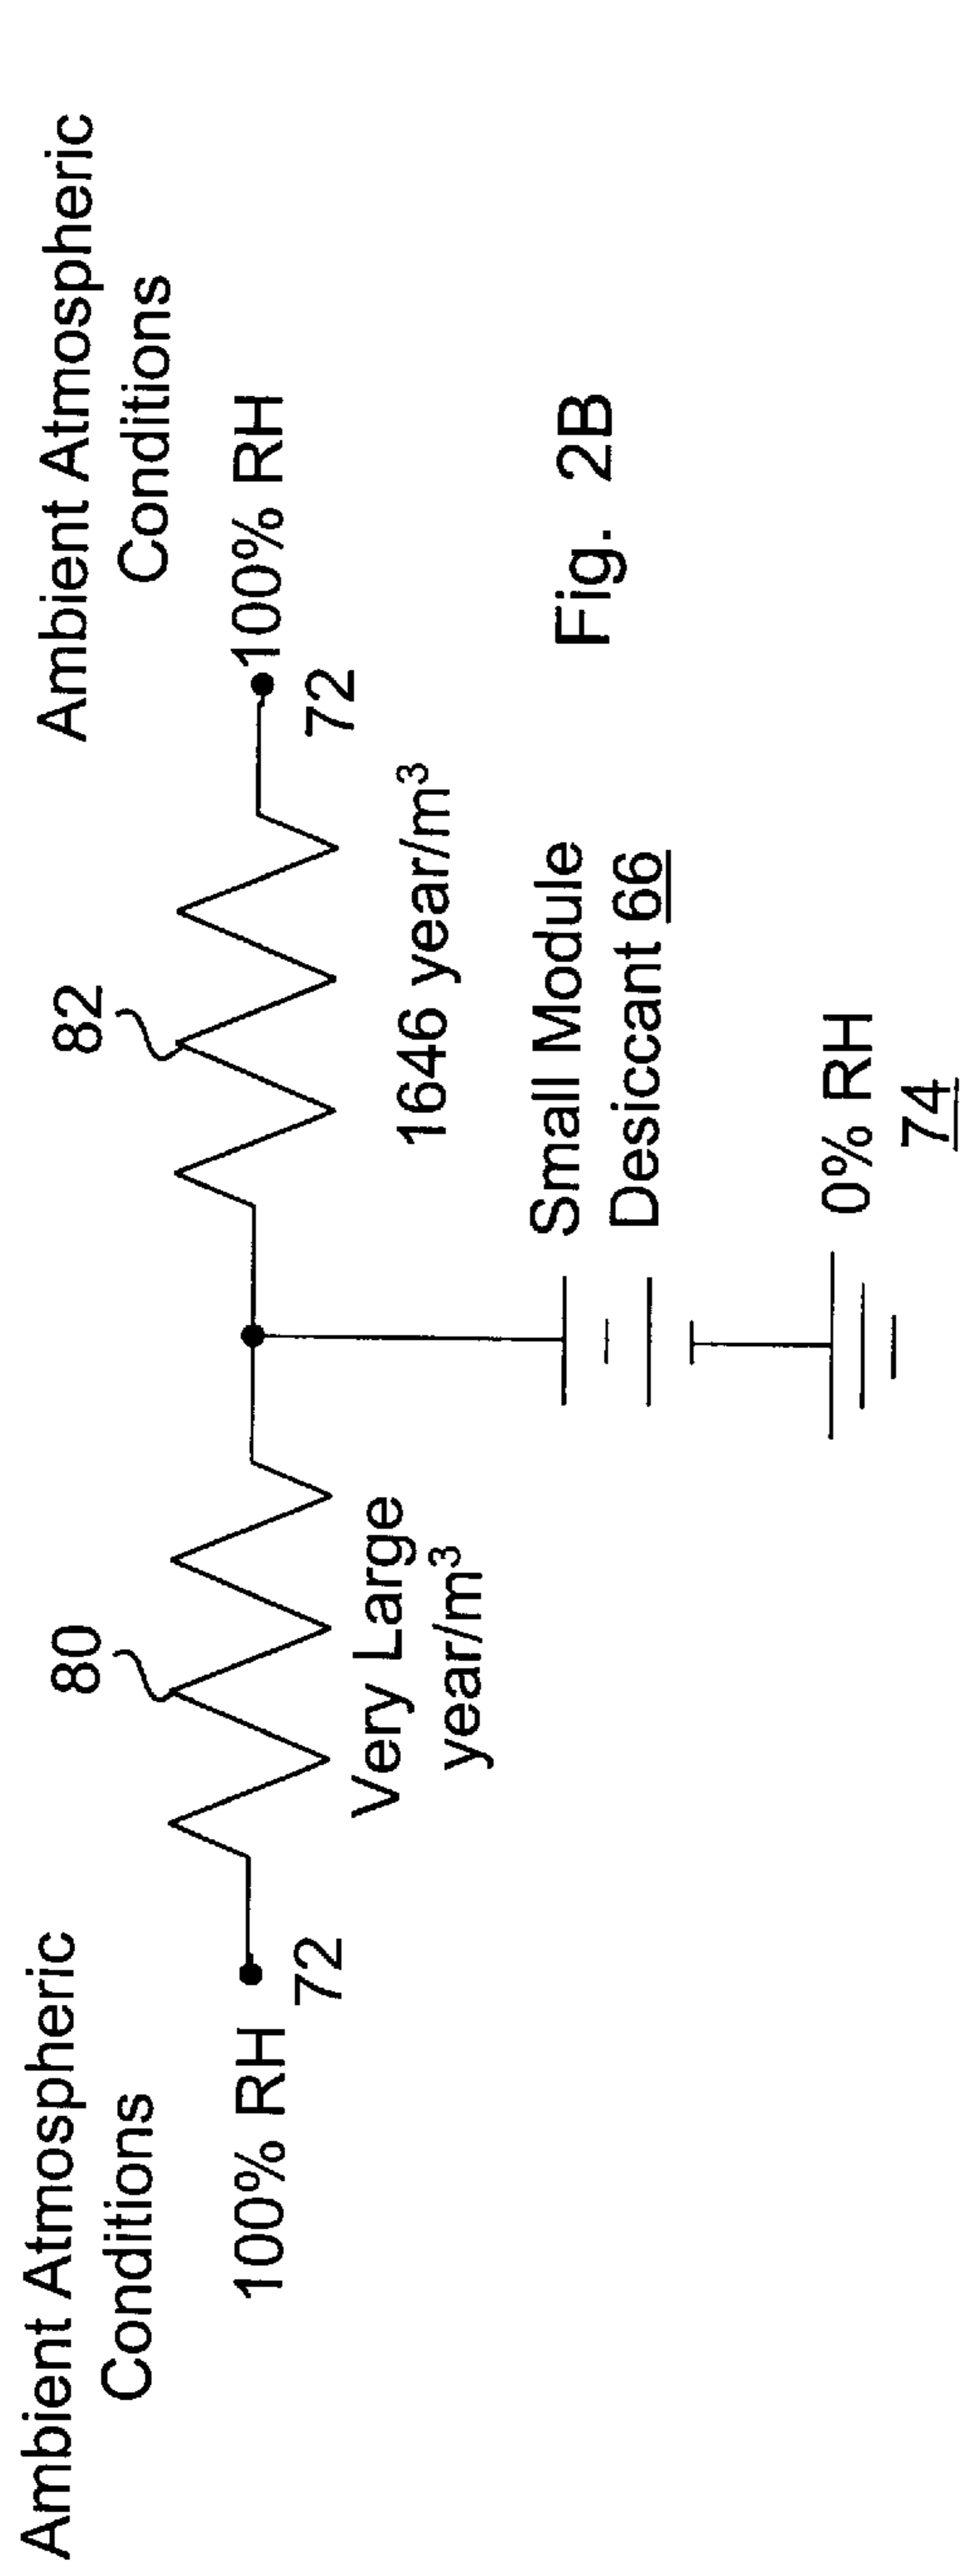 Ambient Atmospheric
Conditions
100% RH
72
80
Very Large
year/m³
82
1646 year/m³
Ambient Atmospheric
Conditions
100% RH
72
Small Module
Desiccant 66
0% RH
74
Fig. 2B